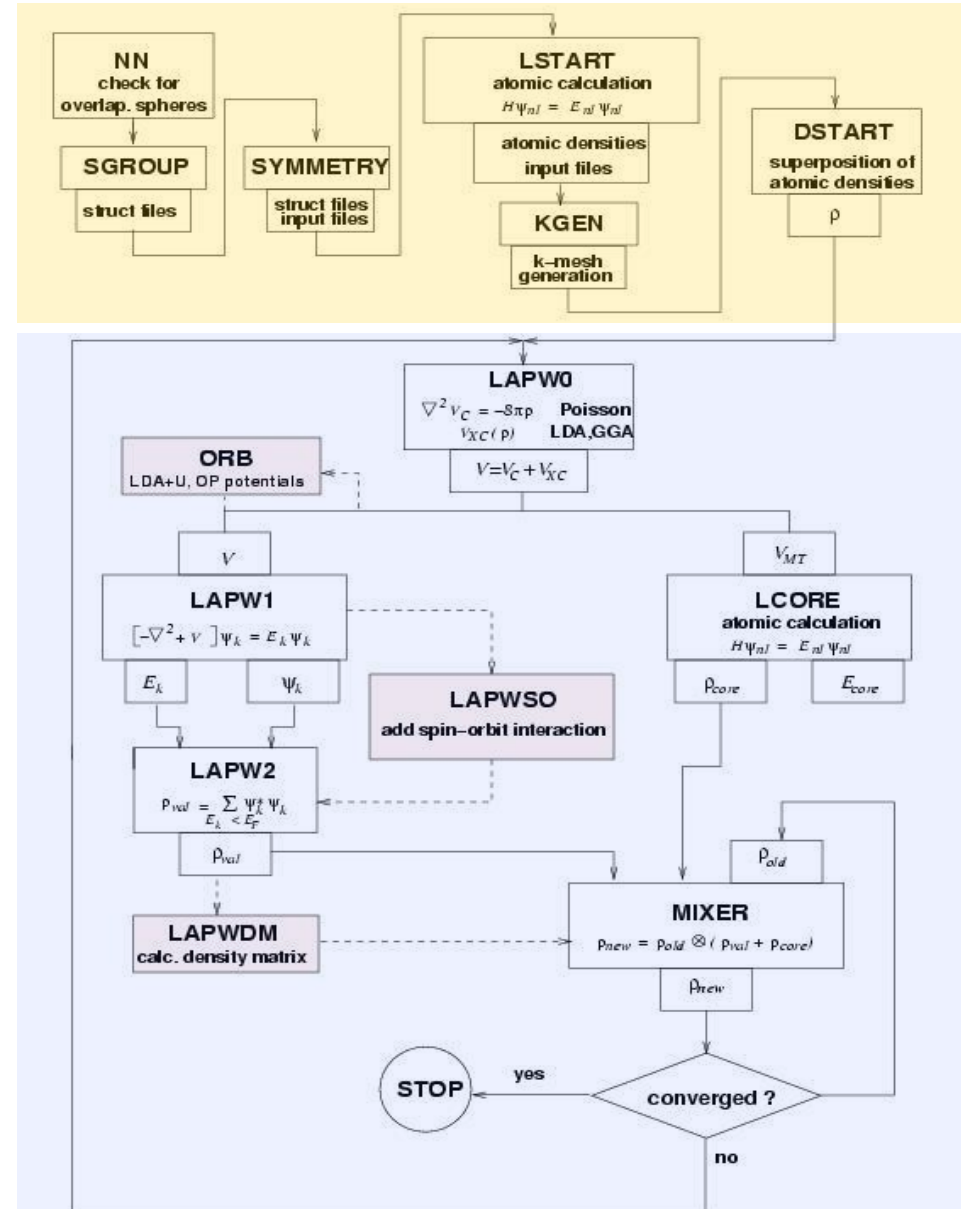 NN
check for
overlap. spheres
SGROUP
struct files
SYMMETRY
struct files
input files
LSTART
atomic calculation
Hψnl = Enl ψnl
atomic densities
input files
KGEN
k-mesh
generation
DSTART
superposition of
atomic densities
ρ
LAPW0
∇²VC = −8πρ Poisson
VXC(ρ) LDA,GGA
V=VC+VXC
ORB
LDA+U, OP potentials
V
LAPW1
[−∇²+V]ψk = Ek ψk
Ek
ψk
VMT
LCORE
atomic calculation
Hψnl = Enl ψnl
ρcore
Ecore
LAPWSO
add spin-orbit interaction
LAPW2
ρval = Σ ψ*k ψk
Ek < EF
ρval
ρold
LAPWDM
calc. density matrix
MIXER
ρnew = ρold ⊗ (ρval + ρcore)
ρnew
STOP
yes
converged ?
no